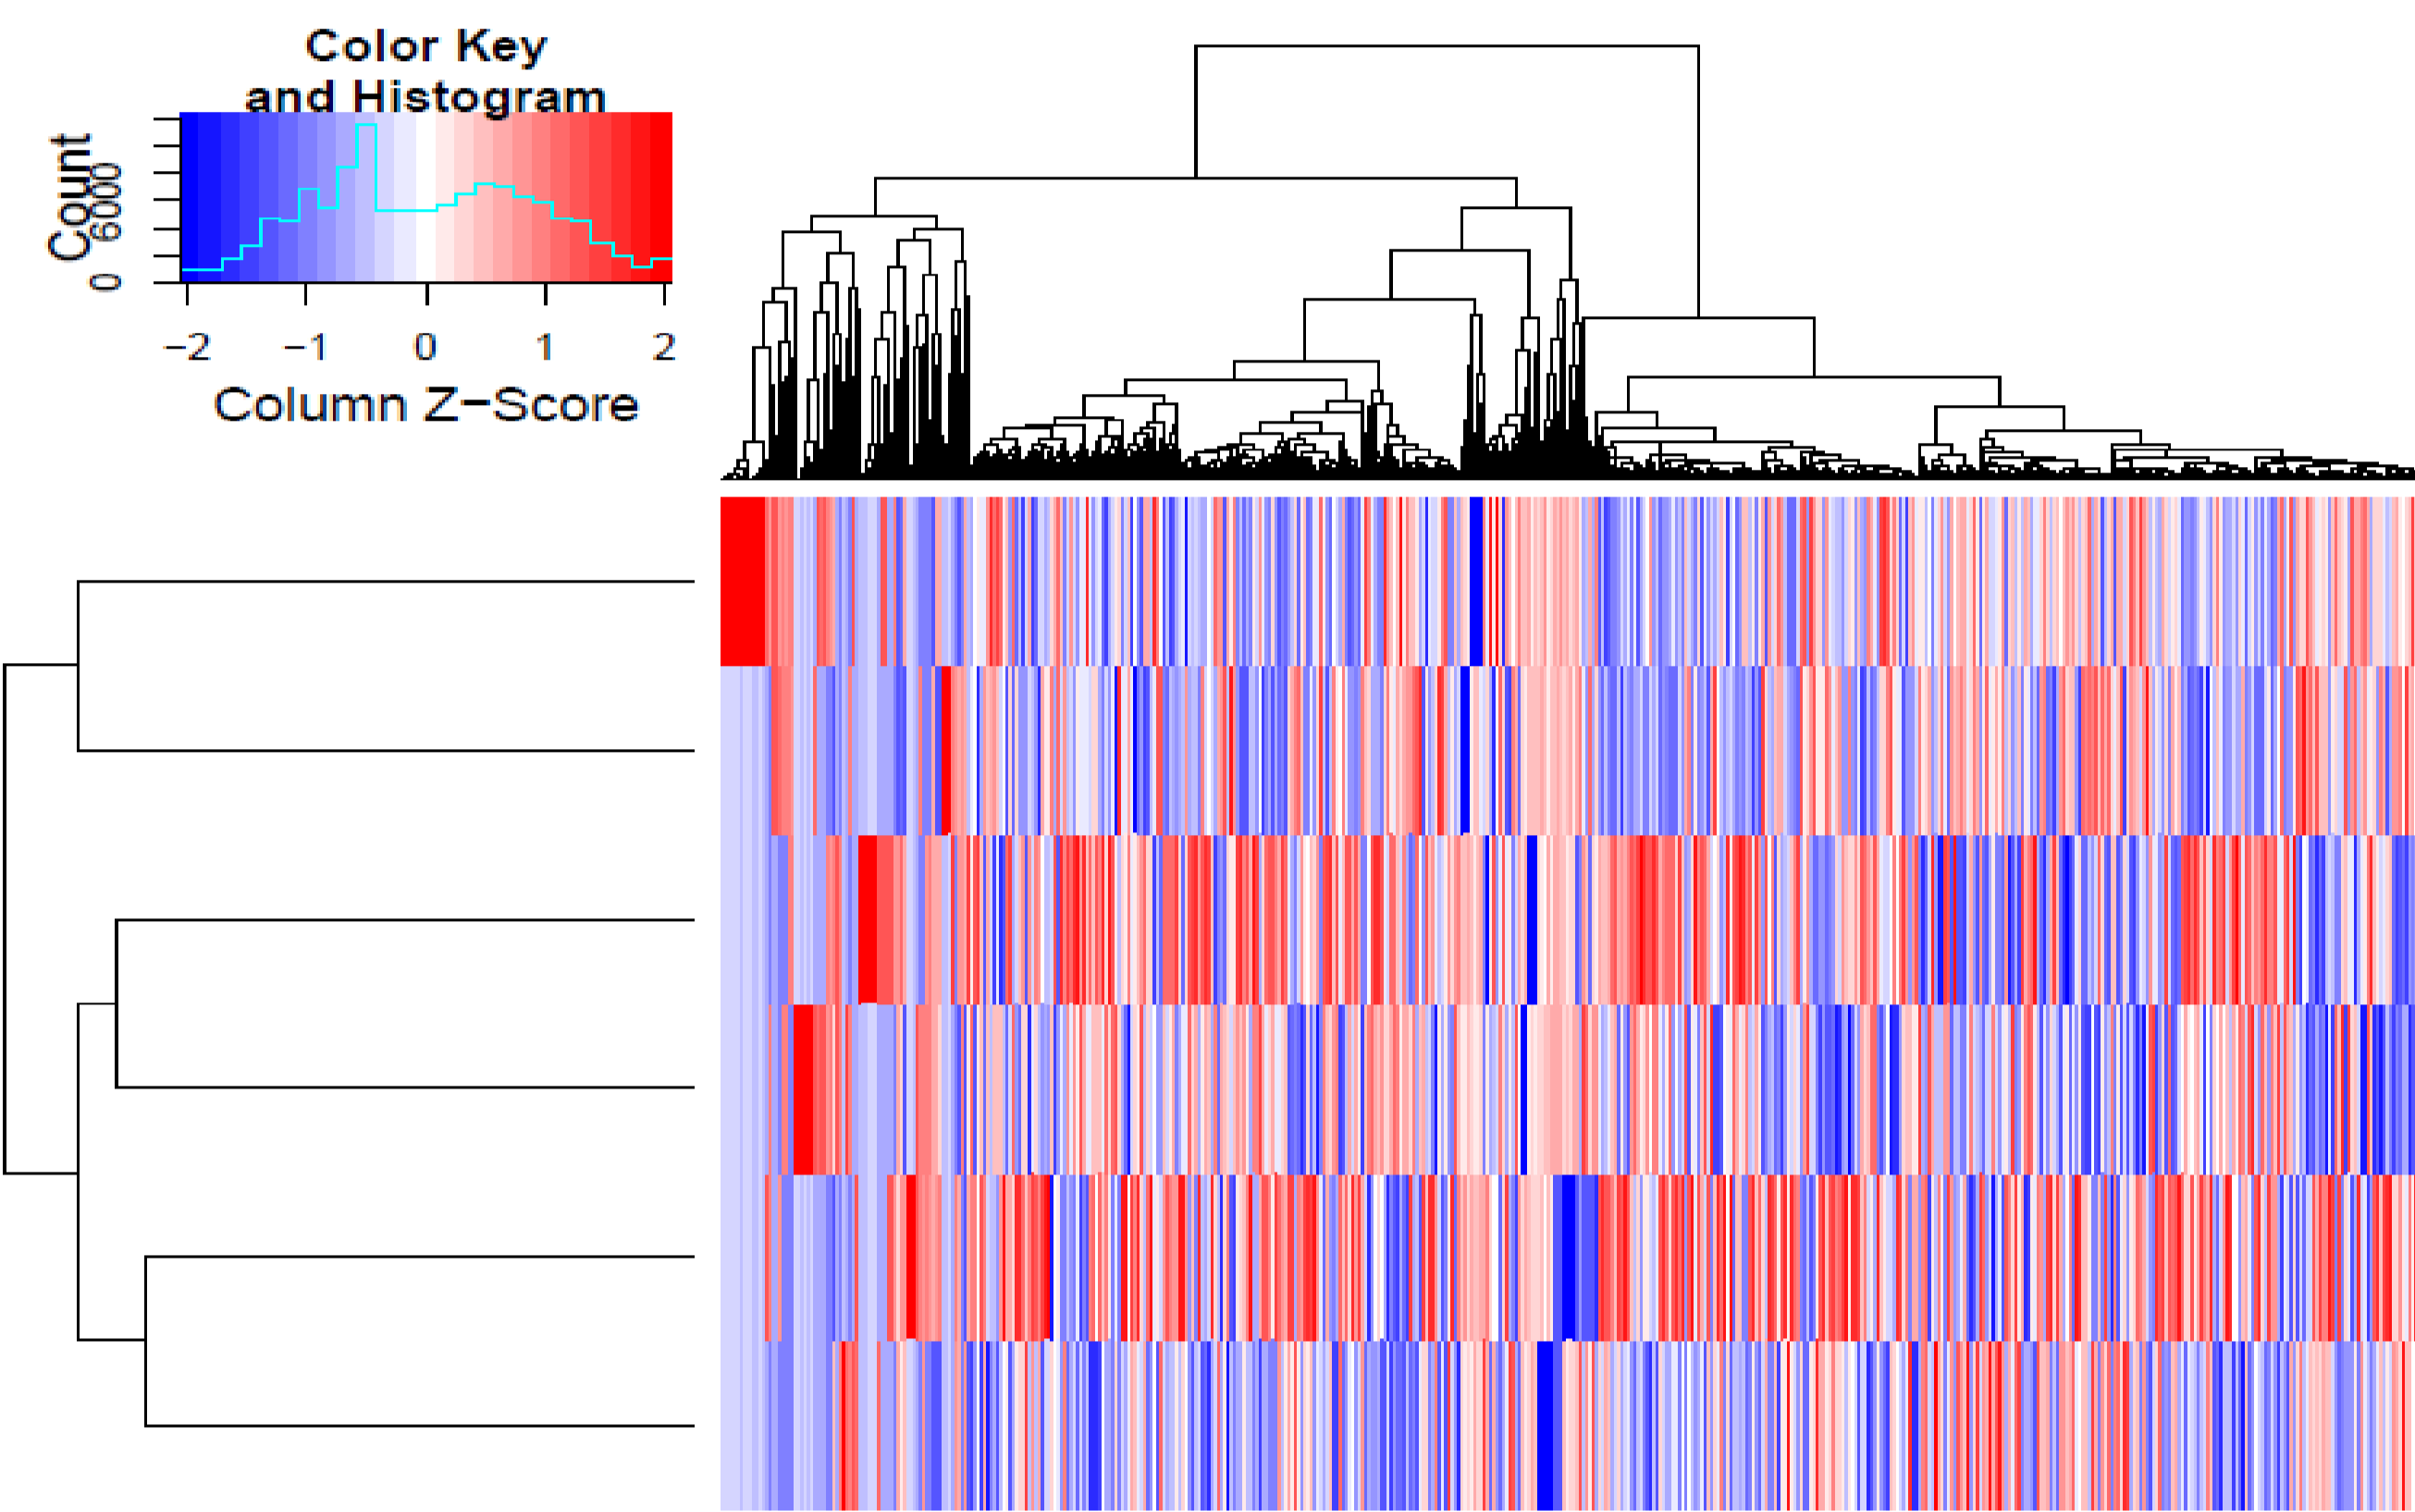 Color Key
and Histogram
Count
0 6000
−2 −1 0 1 2
Column Z−Score